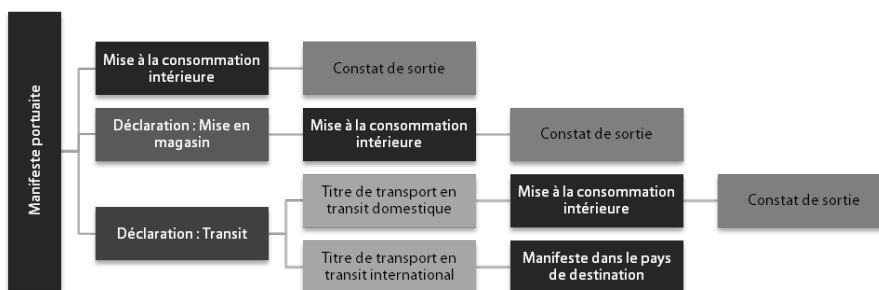 Manifeste portuaite
Mise à la consommation
intérieure
Constat de sortie
Déclaration : Mise en
magasin
Mise à la consommation
intérieure
Constat de sortie
Déclaration : Transit
Titre de transport en
transit domestique
Mise à la consommation
intérieure
Constat de sortie
Titre de transport en
transit international
Manifeste dans le pays
de destination